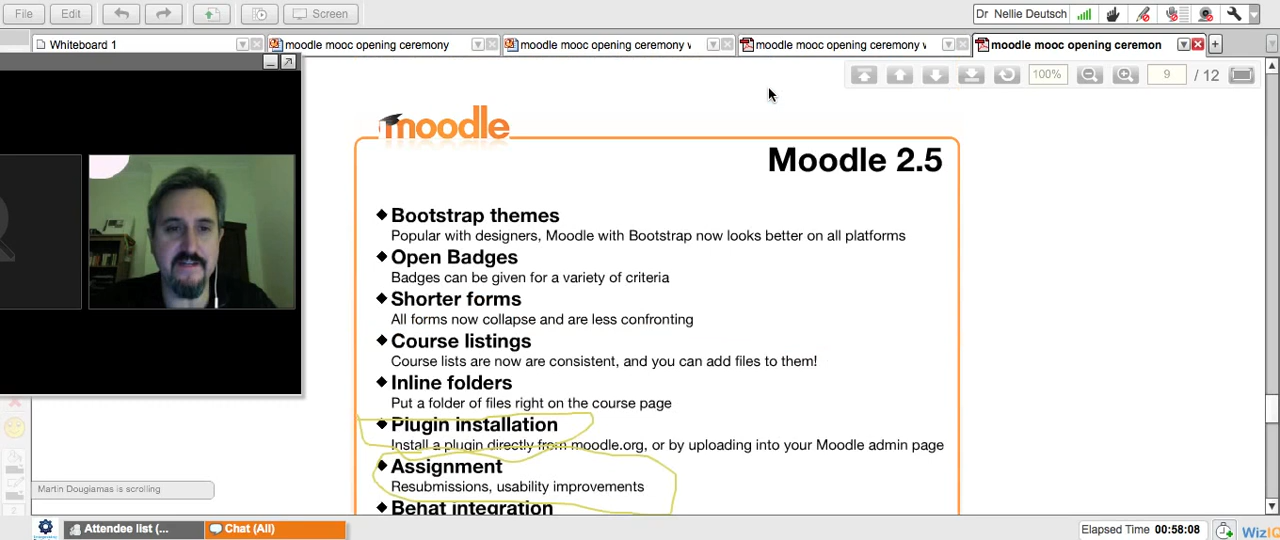 File
Edit
Screen
Dr Nellie Deutsch
Whiteboard 1
moodle mooc opening ceremony
moodle mooc opening ceremony v
moodle mooc opening ceremony v
moodle mooc opening ceremon
100%
9 / 12
moodle
Moodle 2.5
Bootstrap themes
Popular with designers, Moodle with Bootstrap now looks better on all platforms
Open Badges
Badges can be given for a variety of criteria
Shorter forms
All forms now collapse and are less confronting
Course listings
Course lists are now are consistent, and you can add files to them!
Inline folders
Put a folder of files right on the course page
Plugin installation
Install a plugin directly from moodle.org, or by uploading into your Moodle admin page
Assignment
Resubmissions, usability improvements
Behat integration
Martin Dougiamas is scrolling
2
Attendee list (...
Chat (All)
Elapsed Time 00:58:08
WizIQ